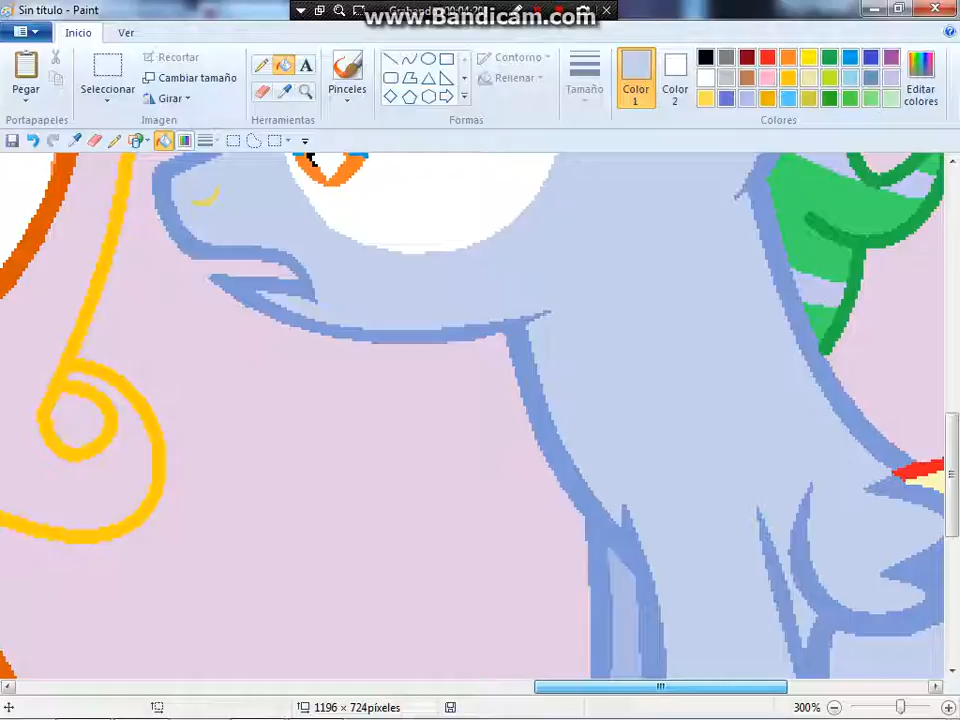 Sin título - Paint
www.Bandicam.com
Inicio
Ver
Pegar
Seleccionar
Recortar
Cambiar tamaño
Girar
Pinceles
Contorno
Rellenar
Tamaño
Color 1
Color 2
Editar colores
Portapapeles
Imagen
Herramientas
Formas
Colores
1196 × 724píxeles
300%